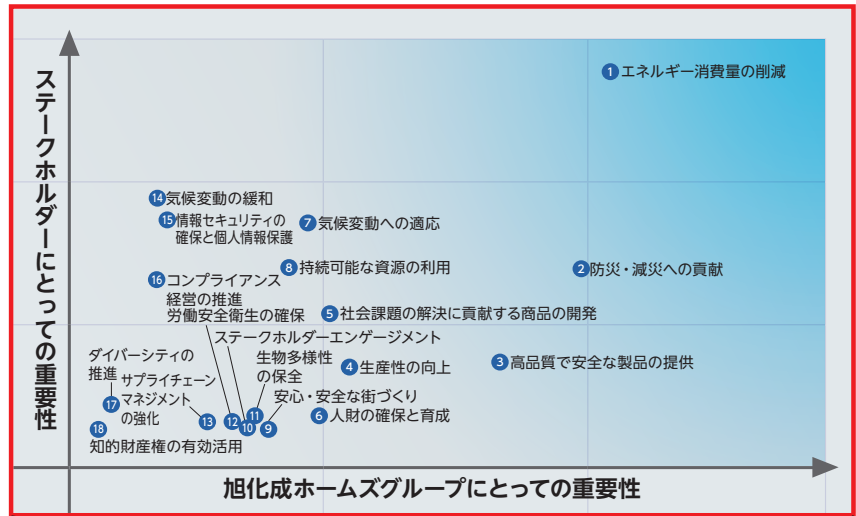 ステークホルダーにとっての重要性
1 エネルギー消費量の削減
14 気候変動の緩和
15 情報セキュリティの
確保と個人情報保護
7 気候変動への適応
8 持続可能な資源の利用
2 防災・減災への貢献
16 コンプライアンス
経営の推進
労働安全衛生の確保
5 社会課題の解決に貢献する商品の開発
ステークホルダーエンゲージメント
生物多様性
の保全
4 生産性の向上
3 高品質で安全な製品の提供
ダイバーシティの
推進
サプライチェーン
マネジメント
の強化
安心・安全な街づくり
17
13
12
10
11
9
6 人財の確保と育成
18
知的財産権の有効活用
旭化成ホームズグループにとっての重要性